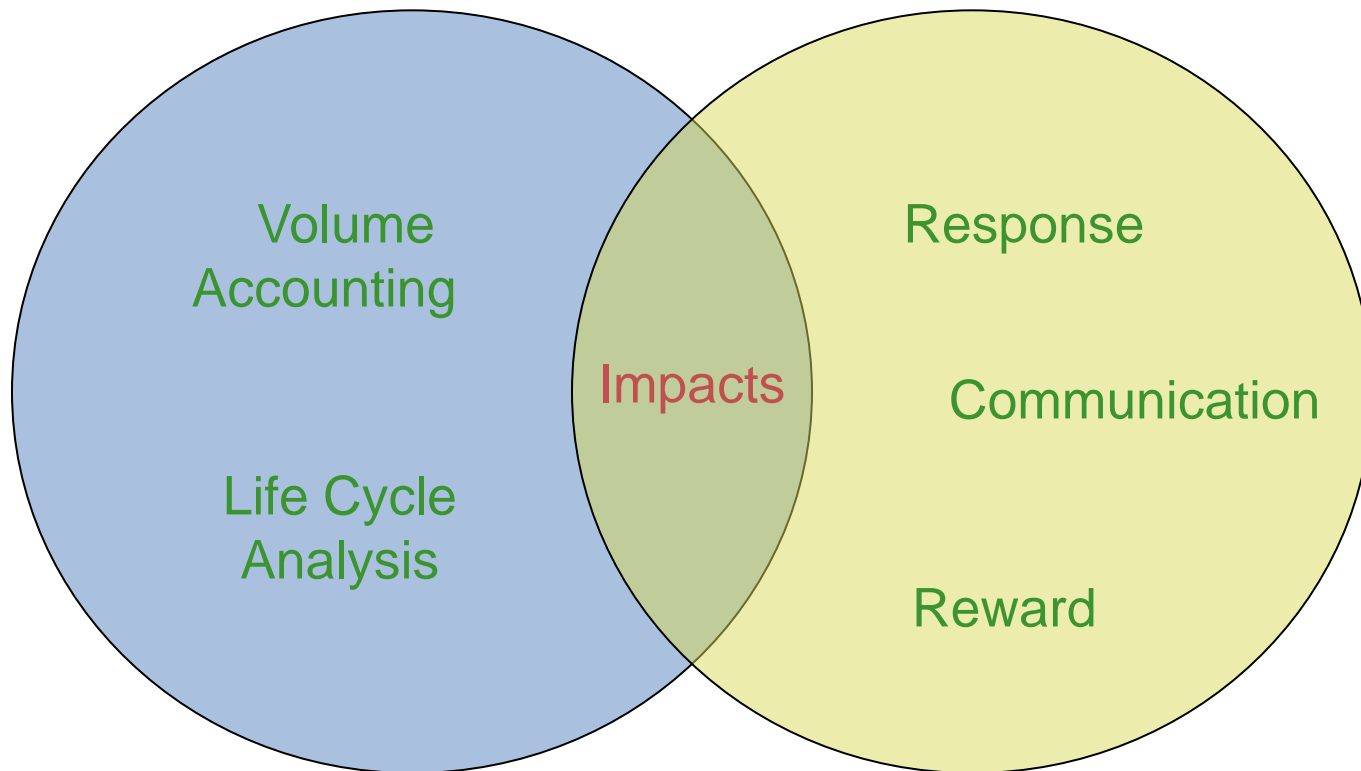 Volume
Accounting
Life Cycle
Analysis
Impacts
Response
Communication
Reward